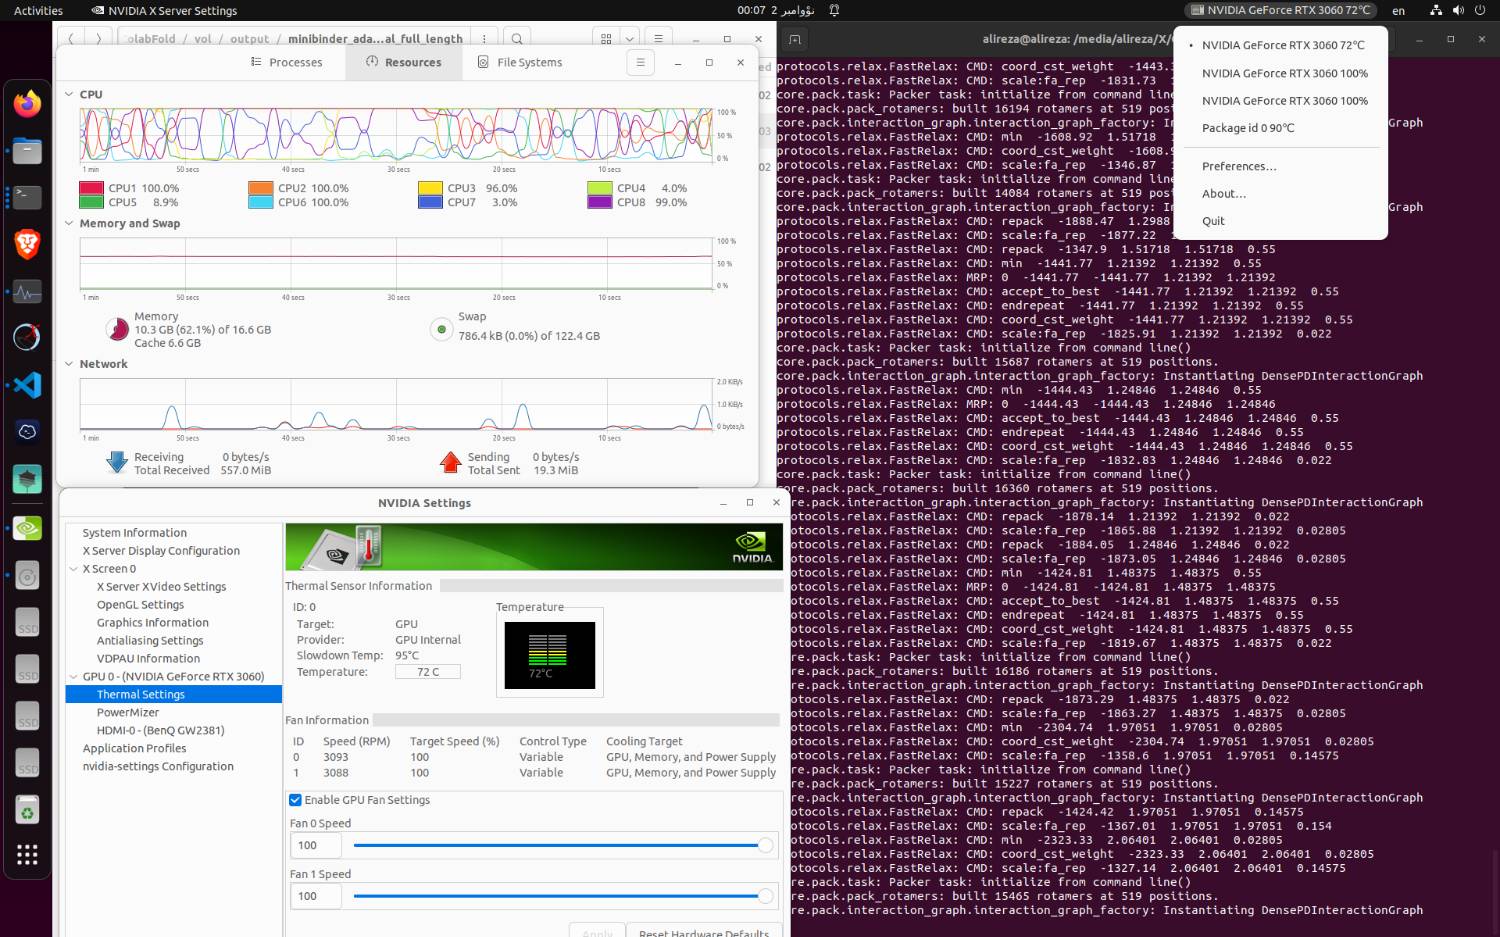 Activities
NVIDIA X Server Settings
00:07 2 نؤوامبر
NVIDIA GeForce RTX 3060 72°C
en
olabFold / vol / output / minibinder_ada...al_full_length
Processes
Resources
File Systems
CPU
100 %
50 %
0 %
1 min 50 secs 40 secs 30 secs 20 secs 10 secs
CPU1 100.0% CPU2 100.0% CPU3 96.0% CPU4 4.0%
CPU5 8.9% CPU6 100.0% CPU7 3.0% CPU8 99.0%
Memory and Swap
100 %
50 %
0 %
1 min 50 secs 40 secs 30 secs 20 secs 10 secs
Memory
10.3 GB (62.1%) of 16.6 GB
Cache 6.6 GB
Swap
786.4 kB (0.0%) of 122.4 GB
Network
2.0 KiB/s
1.0 KiB/s
0 bytes/s
1 min 50 secs 40 secs 30 secs 20 secs 10 secs
Receiving 0 bytes/s
Total Received 557.0 MiB
Sending 0 bytes/s
Total Sent 19.3 MiB
ed
02
03
02
NVIDIA Settings
System Information
X Server Display Configuration
X Screen 0
X Server XVideo Settings
OpenGL Settings
Graphics Information
Antialiasing Settings
VDPAU Information
GPU 0 - (NVIDIA GeForce RTX 3060)
Thermal Settings
PowerMizer
HDMI-0 - (BenQ GW2381)
Application Profiles
nvidia-settings Configuration
NVIDIA.
Thermal Sensor Information
ID: 0
Target: GPU
Provider: GPU Internal
Slowdown Temp: 95°C
Temperature: 72 C
Temperature
72°C
Fan Information
ID Speed (RPM) Target Speed (%) Control Type Cooling Target
0 3093 100 Variable GPU, Memory, and Power Supply
1 3088 100 Variable GPU, Memory, and Power Supply
Enable GPU Fan Settings
Fan 0 Speed
100
Fan 1 Speed
100
Apply
Reset Hardware Defaults
SSD
SSD
SSD
SSD
alireza@alireza: /media/alireza/X/
NVIDIA GeForce RTX 3060 72°C
NVIDIA GeForce RTX 3060 100%
NVIDIA GeForce RTX 3060 100%
Package id 0 90°C
Preferences...
About...
Quit
protocols.relax.FastRelax: CMD: coord_cst_weight -1443.
protocols.relax.FastRelax: CMD: scale:fa_rep -1831.73 1
core.pack.task: Packer task: initialize from command line
core.pack.pack_rotamers: built 16194 rotamers at 519 posit
core.pack.interaction_graph.interaction_graph_factory: Inst Graph
protocols.relax.FastRelax: CMD: min -1608.92 1.51718 1
protocols.relax.FastRelax: CMD: coord_cst_weight -1608.9
protocols.relax.FastRelax: CMD: scale:fa_rep -1346.87 1
core.pack.task: Packer task: initialize from command line
core.pack.pack_rotamers: built 14084 rotamers at 519 posit
core.pack.interaction_graph.interaction_graph_factory: Inst Graph
protocols.relax.FastRelax: CMD: repack -1888.47 1.2988
protocols.relax.FastRelax: CMD: scale:fa_rep -1877.22 1
protocols.relax.FastRelax: CMD: repack -1347.9 1.51718 1.51718 0.55
protocols.relax.FastRelax: CMD: min -1441.77 1.21392 1.21392 0.55
protocols.relax.FastRelax: MRP: 0 -1441.77 -1441.77 1.21392 1.21392
protocols.relax.FastRelax: CMD: accept_to_best -1441.77 1.21392 1.21392 0.55
protocols.relax.FastRelax: CMD: endrepeat -1441.77 1.21392 1.21392 0.55
protocols.relax.FastRelax: CMD: coord_cst_weight -1441.77 1.21392 1.21392 0.55
protocols.relax.FastRelax: CMD: scale:fa_rep -1825.91 1.21392 1.21392 0.022
core.pack.task: Packer task: initialize from command line()
core.pack.pack_rotamers: built 15687 rotamers at 519 positions.
core.pack.interaction_graph.interaction_graph_factory: Instantiating DensePDInteractionGraph
protocols.relax.FastRelax: CMD: min -1444.43 1.24846 1.24846 0.55
protocols.relax.FastRelax: MRP: 0 -1444.43 -1444.43 1.24846 1.24846
protocols.relax.FastRelax: CMD: accept_to_best -1444.43 1.24846 1.24846 0.55
protocols.relax.FastRelax: CMD: endrepeat -1444.43 1.24846 1.24846 0.55
protocols.relax.FastRelax: CMD: coord_cst_weight -1444.43 1.24846 1.24846 0.55
protocols.relax.FastRelax: CMD: scale:fa_rep -1832.83 1.24846 1.24846 0.022
core.pack.task: Packer task: initialize from command line()
core.pack.pack_rotamers: built 16360 rotamers at 519 positions.
core.pack.interaction_graph.interaction_graph_factory: Instantiating DensePDInteractionGraph
otocols.relax.FastRelax: CMD: repack -1878.14 1.21392 1.21392 0.022
otocols.relax.FastRelax: CMD: scale:fa_rep -1865.88 1.21392 1.21392 0.02805
otocols.relax.FastRelax: CMD: repack -1884.05 1.24846 1.24846 0.022
otocols.relax.FastRelax: CMD: scale:fa_rep -1873.05 1.24846 1.24846 0.02805
otocols.relax.FastRelax: CMD: min -1424.81 1.48375 1.48375 0.55
otocols.relax.FastRelax: MRP: 0 -1424.81 -1424.81 1.48375 1.48375
otocols.relax.FastRelax: CMD: accept_to_best -1424.81 1.48375 1.48375 0.55
otocols.relax.FastRelax: CMD: endrepeat -1424.81 1.48375 1.48375 0.55
otocols.relax.FastRelax: CMD: coord_cst_weight -1424.81 1.48375 1.48375 0.55
otocols.relax.FastRelax: CMD: scale:fa_rep -1819.67 1.48375 1.48375 0.022
re.pack.task: Packer task: initialize from command line()
re.pack.pack_rotamers: built 16186 rotamers at 519 positions.
re.pack.interaction_graph.interaction_graph_factory: Instantiating DensePDInteractionGraph
otocols.relax.FastRelax: CMD: repack -1873.29 1.48375 1.48375 0.022
otocols.relax.FastRelax: CMD: scale:fa_rep -1863.27 1.48375 1.48375 0.02805
otocols.relax.FastRelax: CMD: min -2304.74 1.97051 1.97051 0.02805
otocols.relax.FastRelax: CMD: coord_cst_weight -2304.74 1.97051 1.97051 0.02805
otocols.relax.FastRelax: CMD: scale:fa_rep -1358.6 1.97051 1.97051 0.14575
re.pack.task: Packer task: initialize from command line()
re.pack.pack_rotamers: built 15227 rotamers at 519 positions.
re.pack.interaction_graph.interaction_graph_factory: Instantiating DensePDInteractionGraph
otocols.relax.FastRelax: CMD: repack -1424.42 1.97051 1.97051 0.14575
otocols.relax.FastRelax: CMD: scale:fa_rep -1367.01 1.97051 1.97051 0.154
otocols.relax.FastRelax: CMD: min -2323.33 2.06401 2.06401 0.02805
otocols.relax.FastRelax: CMD: coord_cst_weight -2323.33 2.06401 2.06401 0.02805
otocols.relax.FastRelax: CMD: scale:fa_rep -1327.14 2.06401 2.06401 0.14575
re.pack.task: Packer task: initialize from command line()
re.pack.pack_rotamers: built 15465 rotamers at 519 positions.
re.pack.interaction_graph.interaction_graph_factory: Instantiating DensePDInteractionGraph